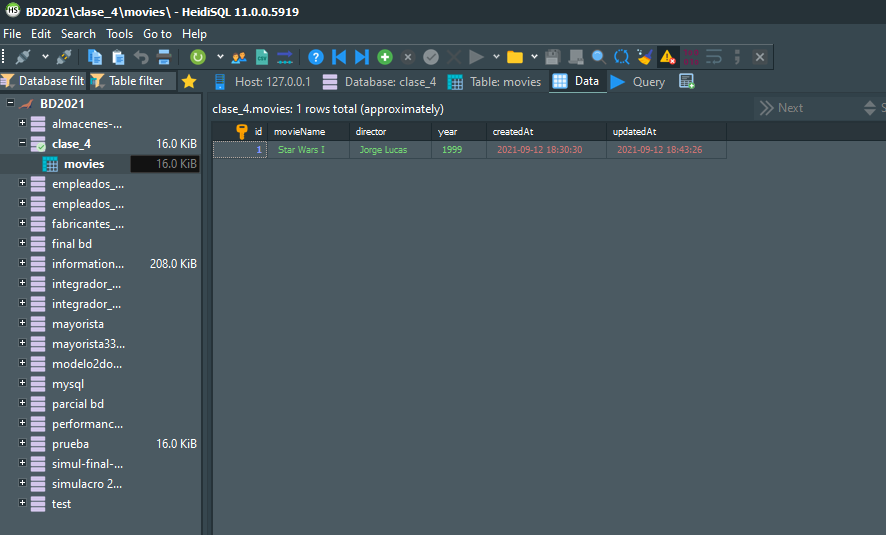 BD2021\clase_4\movies\ - HeidiSQL 11.0.0.5919
File Edit Search Tools Go to Help
Database filt Table filter Host: 127.0.0.1 Database: clase_4 Table: movies Data Query
BD2021
almacenes-...
clase_4 16.0 KiB
movies 16.0 KiB
empleados_...
empleados_...
fabricantes_...
final bd
information... 208.0 KiB
integrador_...
integrador_...
mayorista
mayorista33...
modelo2do...
mysql
parcial bd
performanc...
prueba 16.0 KiB
simul-final-...
simulacro 2...
test
clase_4.movies: 1 rows total (approximately) Next S
id movieName director year createdAt updatedAt
1 Star Wars I Jorge Lucas 1999 2021-09-12 18:30:30 2021-09-12 18:43:26